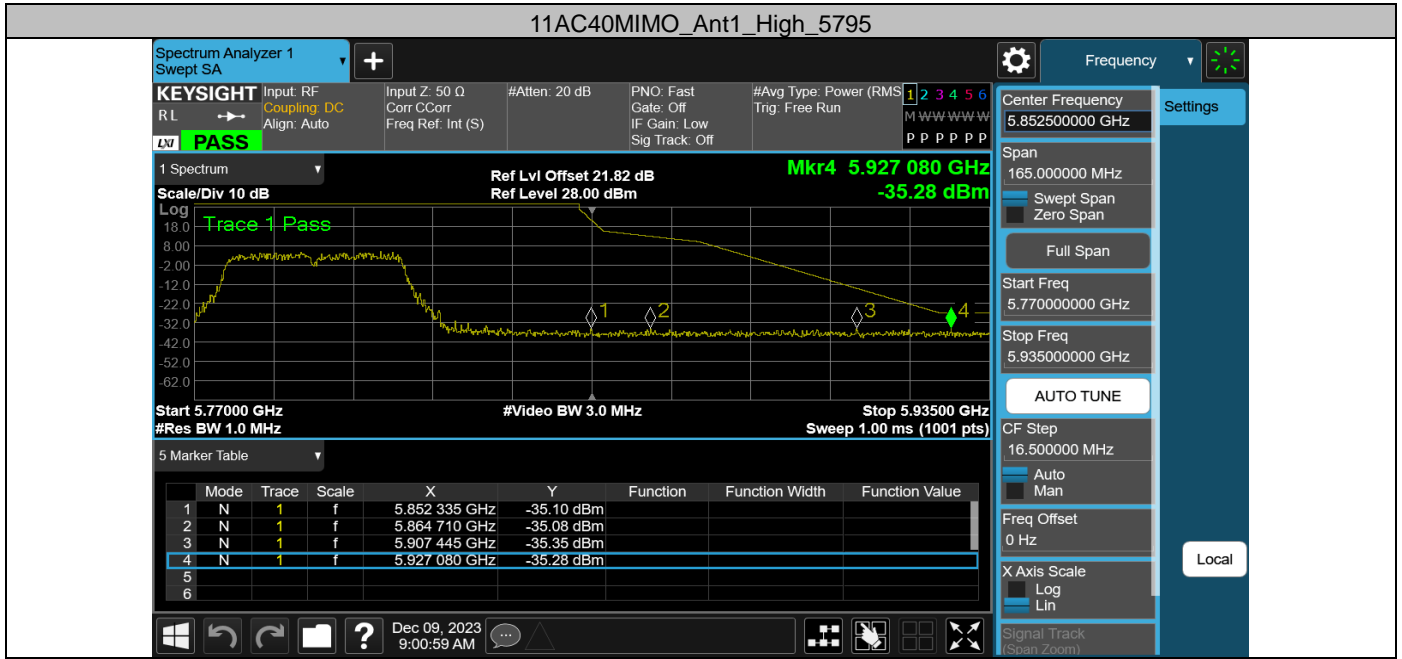 11AC40MIMO_Ant1_High_5795
Spectrum Analyzer 1
Swept SA
Frequency
KEYSIGHT
RL
LXI
PASS
Input: RF
Coupling: DC
Align: Auto
Input Z: 50 Ω
Corr CCorr
Freq Ref: Int (S)
#Atten: 20 dB
PNO: Fast
Gate: Off
IF Gain: Low
Sig Track: Off
#Avg Type: Power (RMS
Trig: Free Run
1 2 3 4 5 6
M W W W W W
P P P P P P
1 Spectrum
Scale/Div 10 dB
Ref Lvl Offset 21.82 dB
Ref Level 28.00 dBm
Mkr4 5.927 080 GHz
-35.28 dBm
Log
Trace 1 Pass
18.0
8.00
-2.00
-12.0
-22.0
-32.0
-42.0
-52.0
-62.0
1
2
3
4
Start 5.77000 GHz
#Video BW 3.0 MHz
Stop 5.93500 GHz
#Res BW 1.0 MHz
Sweep 1.00 ms (1001 pts)
5 Marker Table
Mode Trace Scale X Y Function Function Width Function Value
1 N 1 f 5.852 335 GHz -35.10 dBm
2 N 1 f 5.864 710 GHz -35.08 dBm
3 N 1 f 5.907 445 GHz -35.35 dBm
4 N 1 f 5.927 080 GHz -35.28 dBm
5
6
?
Dec 09, 2023
9:00:59 AM
Center Frequency
5.852500000 GHz
Span
165.000000 MHz
Swept Span
Zero Span
Full Span
Start Freq
5.770000000 GHz
Stop Freq
5.935000000 GHz
AUTO TUNE
CF Step
16.500000 MHz
Auto
Man
Freq Offset
0 Hz
X Axis Scale
Log
Lin
Signal Track
(Span Zoom)
Settings
Local